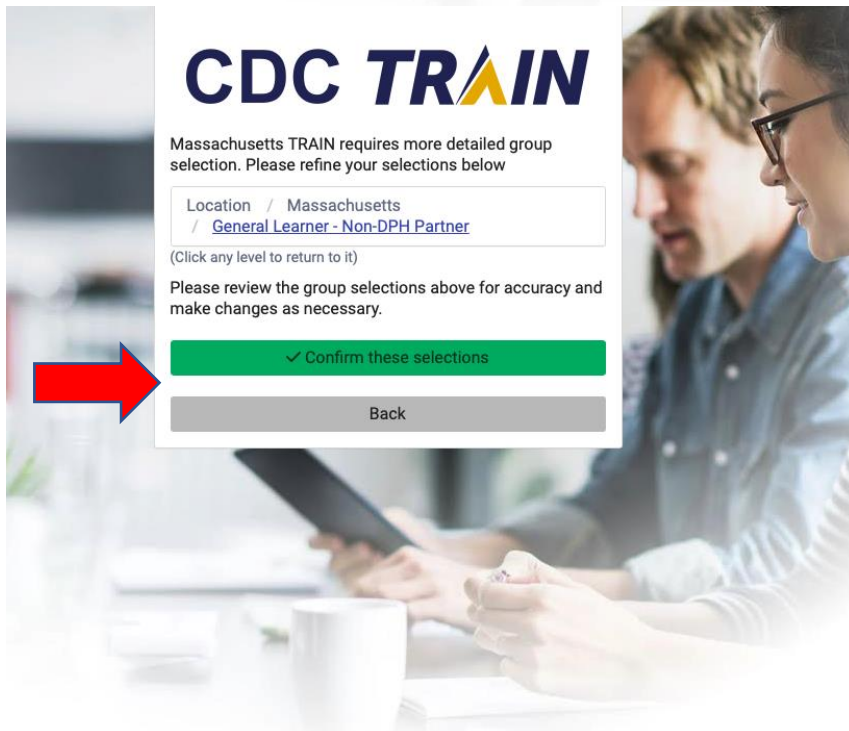 CDC TRAIN
Massachusetts TRAIN requires more detailed group
selection. Please refine your selections below
Location / Massachusetts
/ General Learner - Non-DPH Partner
(Click any level to return to it)
Please review the group selections above for accuracy and
make changes as necessary.
✓ Confirm these selections
Back